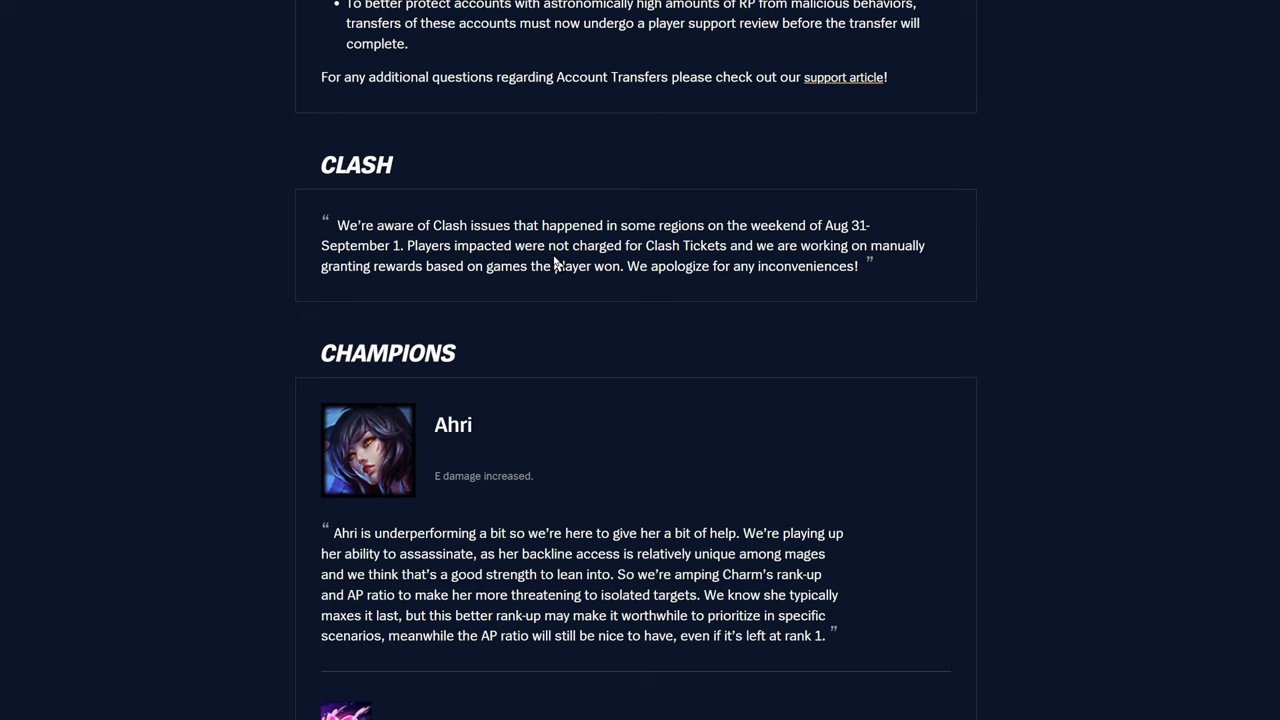 • To better protect accounts with astronomically high amounts of RP from malicious behaviors,
transfers of these accounts must now undergo a player support review before the transfer will
complete.
For any additional questions regarding Account Transfers please check out our support article!
CLASH
“ We’re aware of Clash issues that happened in some regions on the weekend of Aug 31-
September 1. Players impacted were not charged for Clash Tickets and we are working on manually
granting rewards based on games the player won. We apologize for any inconveniences! ”
CHAMPIONS
Ahri
E damage increased.
“ Ahri is underperforming a bit so we’re here to give her a bit of help. We’re playing up
her ability to assassinate, as her backline access is relatively unique among mages
and we think that’s a good strength to lean into. So we’re amping Charm’s rank-up
and AP ratio to make her more threatening to isolated targets. We know she typically
maxes it last, but this better rank-up may make it worthwhile to prioritize in specific
scenarios, meanwhile the AP ratio will still be nice to have, even if it’s left at rank 1. ”